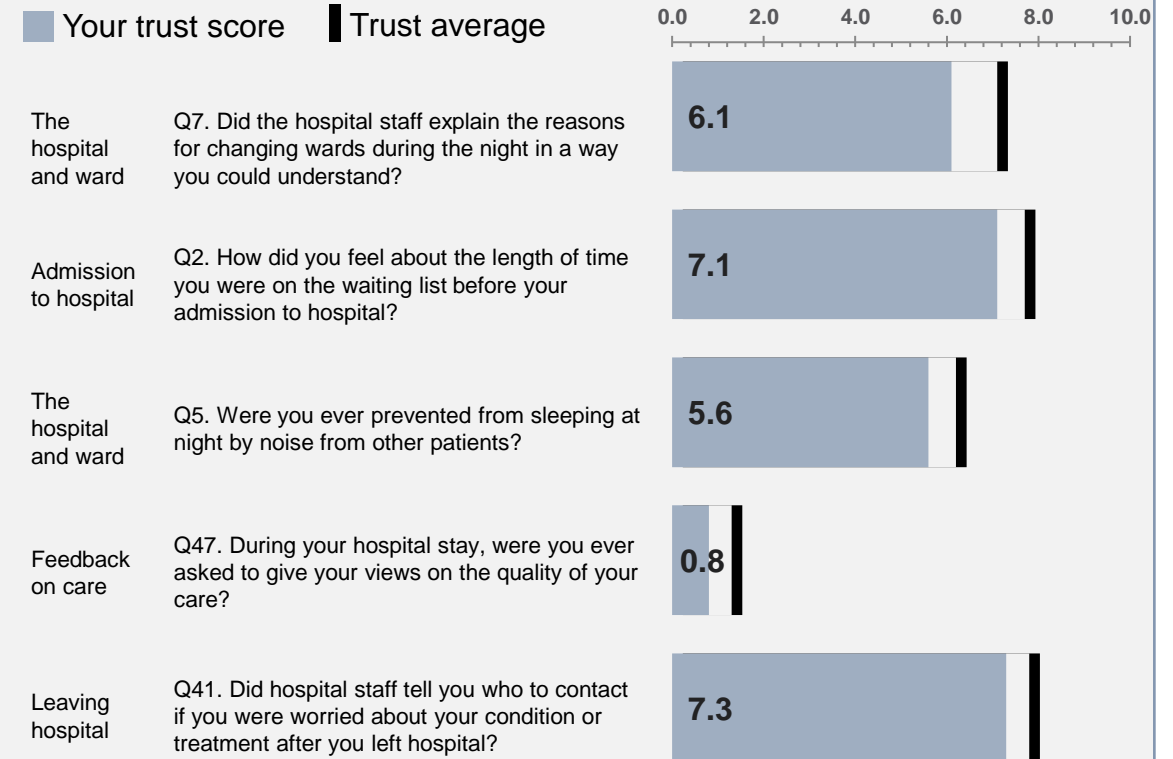 Your trust score
Trust average
0.0 2.0 4.0 6.0 8.0 10.0
The
hospital
and ward
Q7. Did the hospital staff explain the reasons
for changing wards during the night in a way
you could understand?
6.1
Admission
to hospital
Q2. How did you feel about the length of time
you were on the waiting list before your
admission to hospital?
7.1
The
hospital
and ward
Q5. Were you ever prevented from sleeping at
night by noise from other patients?
5.6
Feedback
on care
Q47. During your hospital stay, were you ever
asked to give your views on the quality of your
care?
0.8
Leaving
hospital
Q41. Did hospital staff tell you who to contact
if you were worried about your condition or
treatment after you left hospital?
7.3